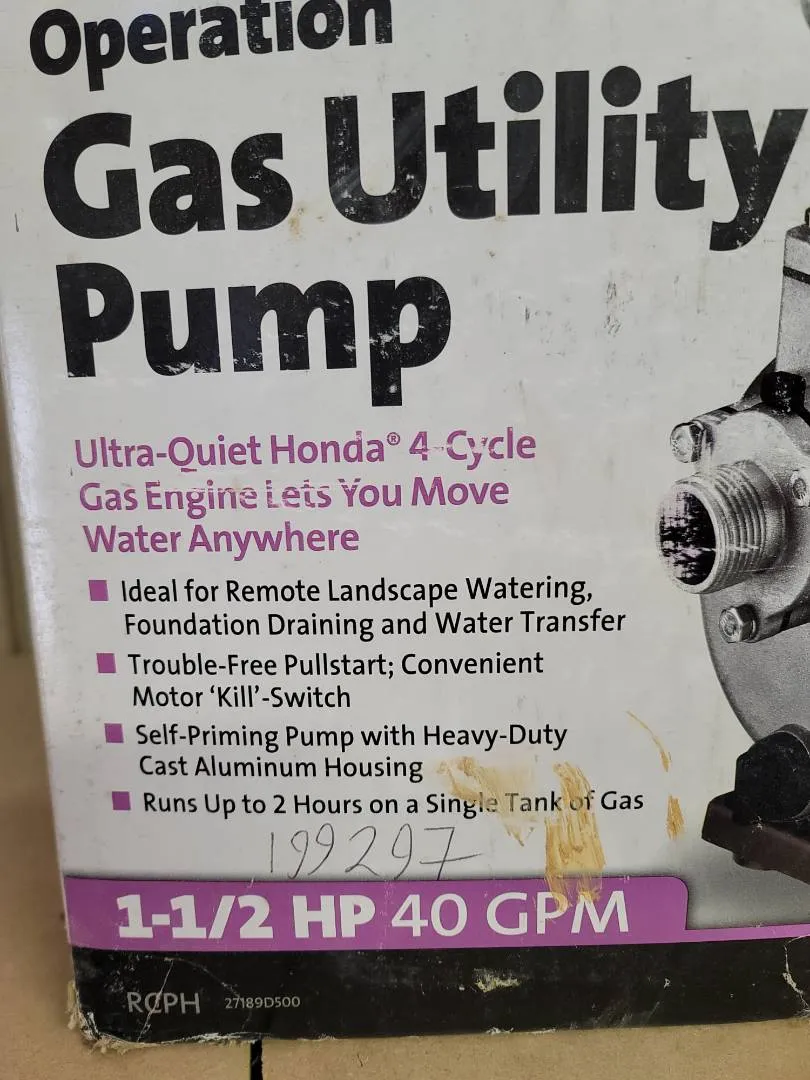 Operation
Gas Utility
Pump
Ultra-Quiet Honda® 4-Cycle
Gas Engine Lets You Move
Water Anywhere
■ Ideal for Remote Landscape Watering,
Foundation Draining and Water Transfer
■ Trouble-Free Pullstart; Convenient
Motor ‘Kill’-Switch
■ Self-Priming Pump with Heavy-Duty
Cast Aluminum Housing
■ Runs Up to 2 Hours on a Single Tank of Gas
199297
1-1/2 HP 40 GPM
RCPH 27189D500